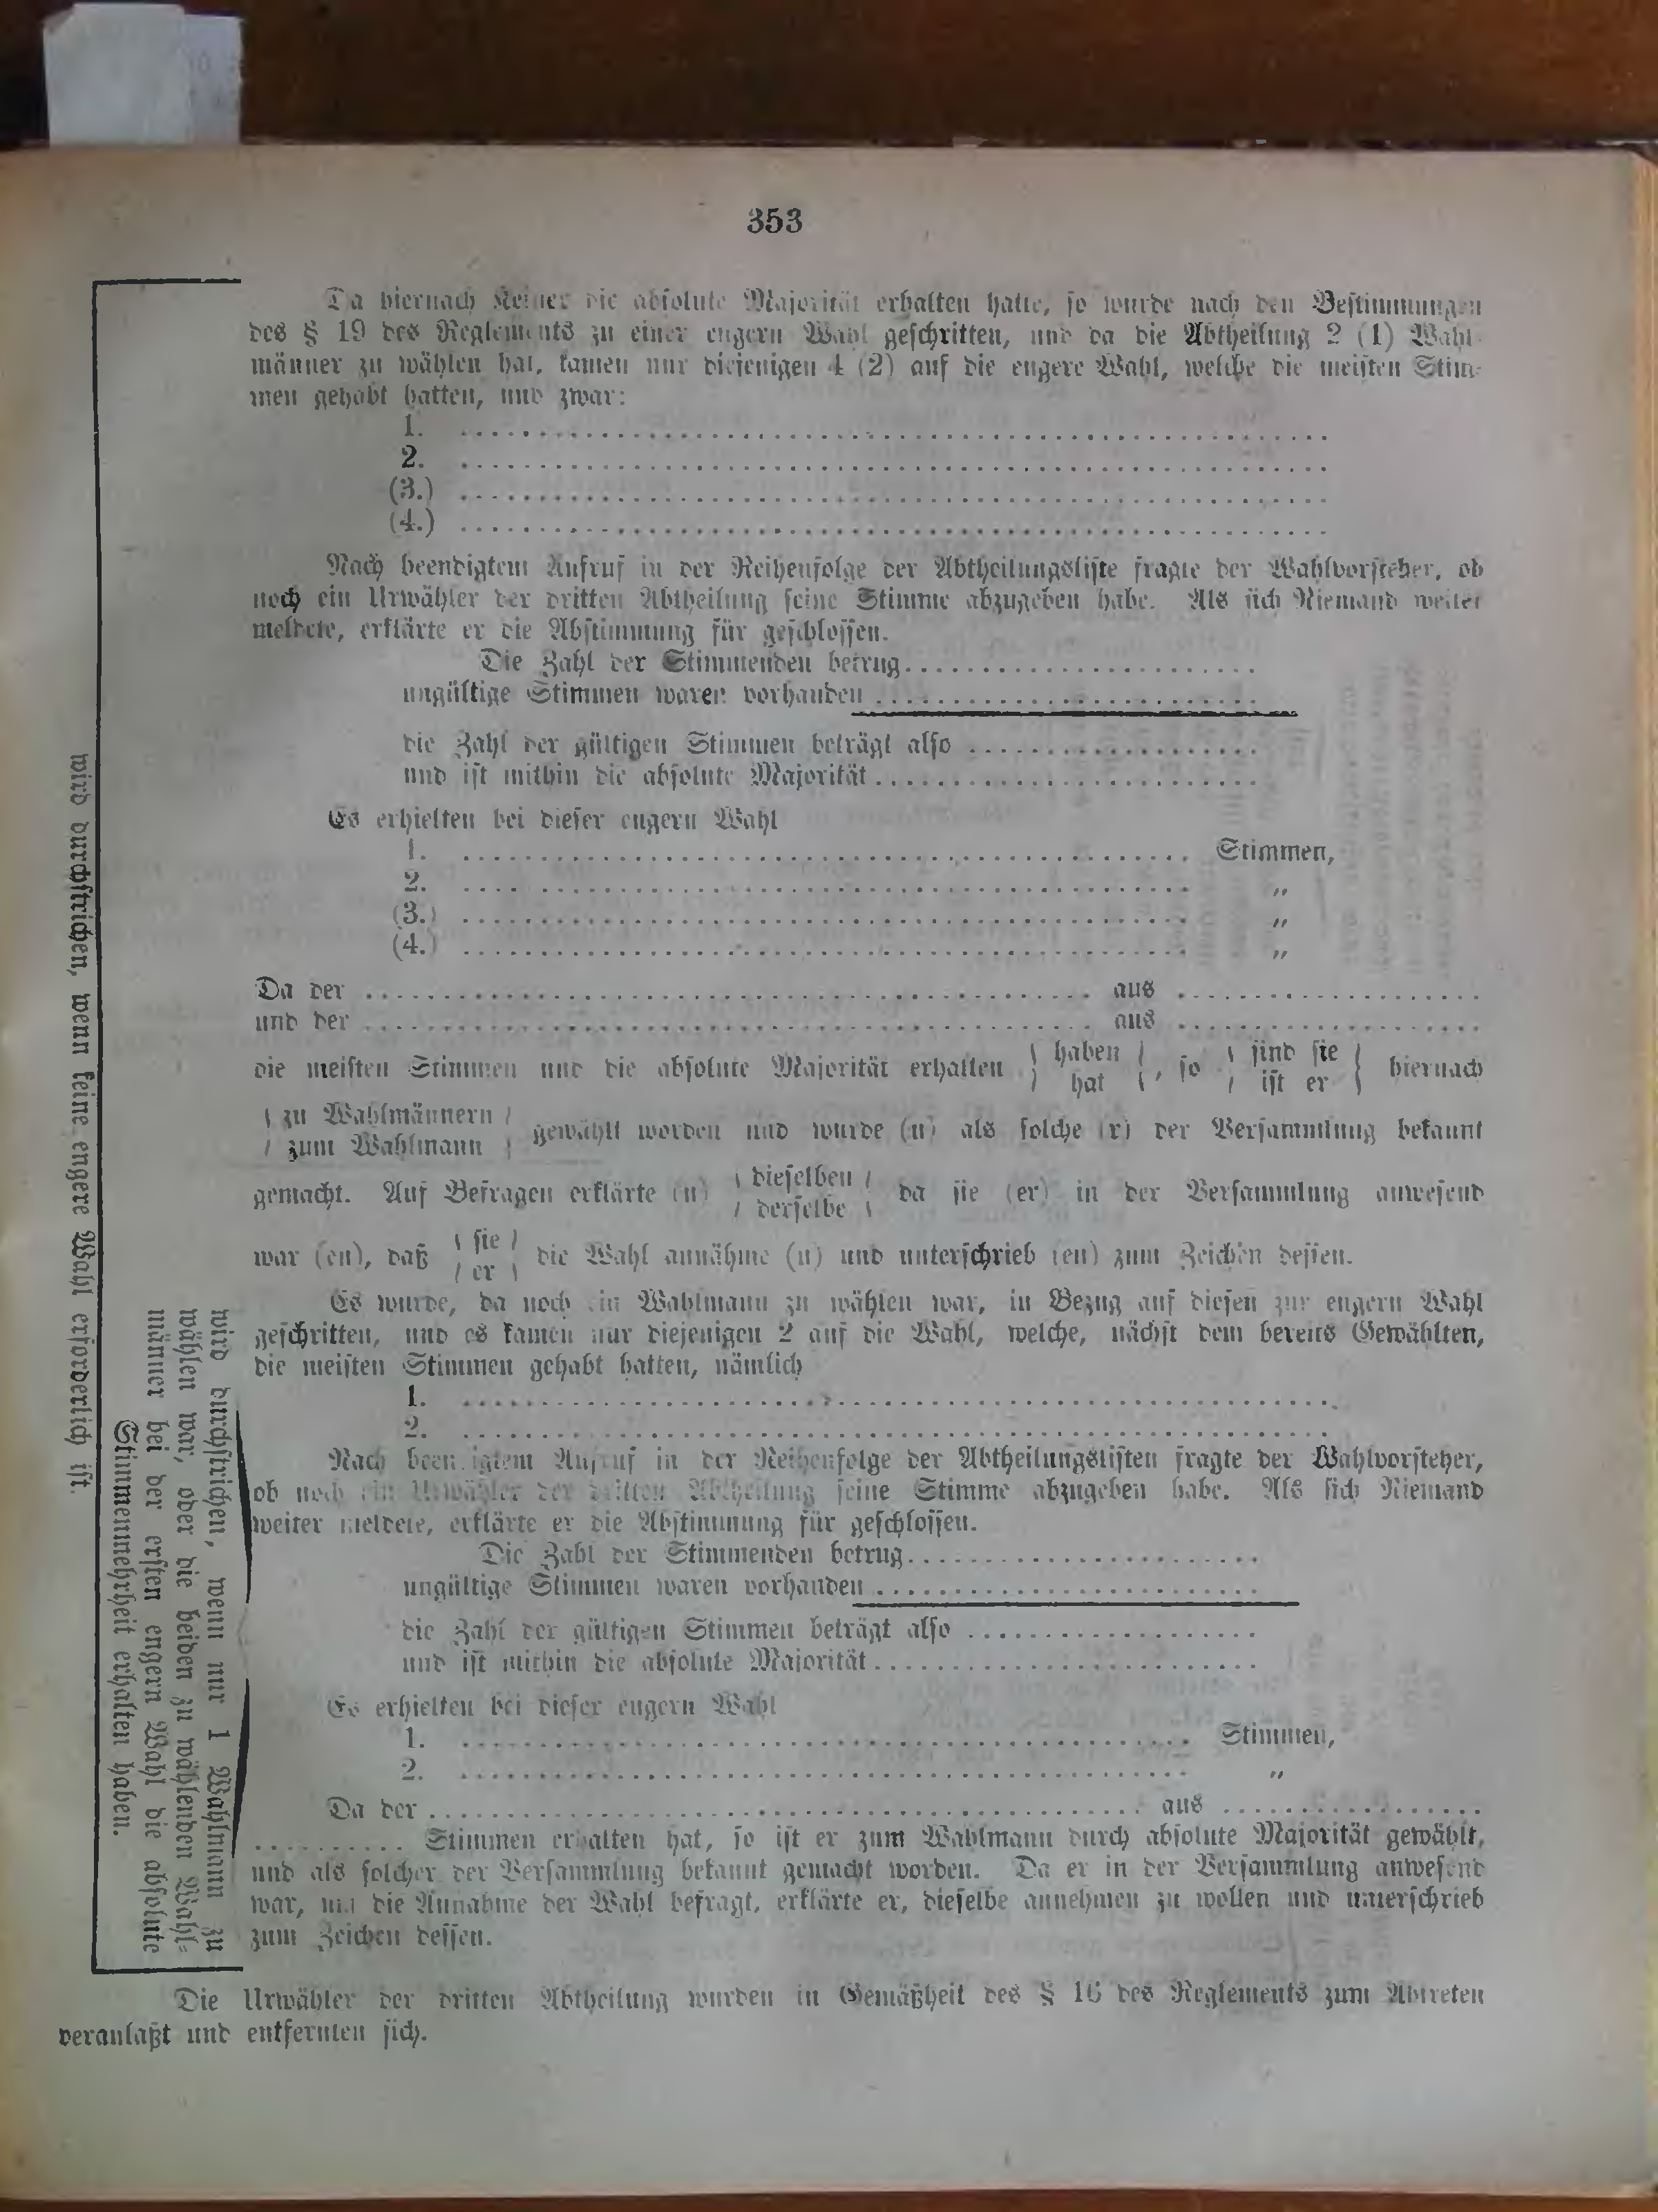 353
Da hiernach Keiner die absolute Majorität erhalten hatte, so wurde nach den Bestimmungen
des § 19 des Reglements zu einer engern Wahl geschritten, und da die Abtheilung 2 (1) Wahl-
männer zu wählen hat, kamen nur diejenigen 4 (2) auf die engere Wahl, welche die meisten Stim-
men gehabt hatten, und zwar:
1. ..........................................................
2. ..........................................................
(3.) ..........................................................
(4.) ..........................................................
Nach beendigtem Aufruf in der Reihenfolge der Abtheilungsliste fragte der Wahlvorsteher, ob
noch ein Urwähler der dritten Abtheilung seine Stimme abzugeben habe. Als sich Niemand weiter
meldete, erklärte er die Abstimmung für geschlossen.
Die Zahl der Stimmenden betrug........................
ungültige Stimmen waren vorhanden ........................
die Zahl der gültigen Stimmen beträgt also ...................
und ist mithin die absolute Majorität.........................
Es erhielten bei dieser engern Wahl
1. ................................................ Stimmen,
2. ................................................ „
(3.) ................................................ „
(4.) ................................................ „
Da der ................................................ aus ....................
und der ................................................ aus ....................
die meisten Stimmen und die absolute Majorität erhalten { haben } , so { sind sie } hiernach
{ hat } { ist er }
{ zu Wahlmännern } gewählt worden und wurde (n) als solche (r) der Versammlung bekannt
{ zum Wahlmann }
gemacht. Auf Befragen erklärte (n) { dieselben } da sie (er) in der Versammlung anwesend
{ derselbe }
war (en), daß { sie } die Wahl annähme (n) und unterschrieb (en) zum Zeichen dessen.
{ er }
Es wurde, da noch ein Wahlmann zu wählen war, in Bezug auf diesen zur engern Wahl
geschritten, und es kamen nur diejenigen 2 auf die Wahl, welche, nächst dem bereits Gewählten,
die meisten Stimmen gehabt hatten, nämlich
1. ..........................................................
2. ..........................................................
Nach beendigtem Aufruf in der Reihenfolge der Abtheilungslisten fragte der Wahlvorsteher,
ob noch ein Urwähler der dritten Abtheilung seine Stimme abzugeben habe. Als sich Niemand
weiter meldete, erklärte er die Abstimmung für geschlossen.
Die Zahl der Stimmenden betrug........................
ungültige Stimmen waren vorhanden ........................
die Zahl der gültigen Stimmen beträgt also ...................
und ist mithin die absolute Majorität.........................
Es erhielten bei dieser engern Wahl
1. ................................................ Stimmen,
2. ................................................ „
Da der ................................................ aus .................
.......... Stimmen erhalten hat, so ist er zum Wahlmann durch absolute Majorität gewählt,
und als solcher der Versammlung bekannt gemacht worden. Da er in der Versammlung anwesend
war, um die Annahme der Wahl befragt, erklärte er, dieselbe annehmen zu wollen und unterschrieb
zum Zeichen dessen.
Die Urwähler der dritten Abtheilung wurden in Gemäßheit des § 16 des Reglements zum Abtreten
veranlaßt und entfernten sich.
wird durchstrichen, wenn keine engere Wahl erforderlich ist.
wird durchstrichen, wenn nur 1 Wahlmann zu
wählen war, oder die beiden zu wählenden Wahl-
männer bei der ersten engern Wahl die absolute
Stimmenmehrheit erhalten haben.